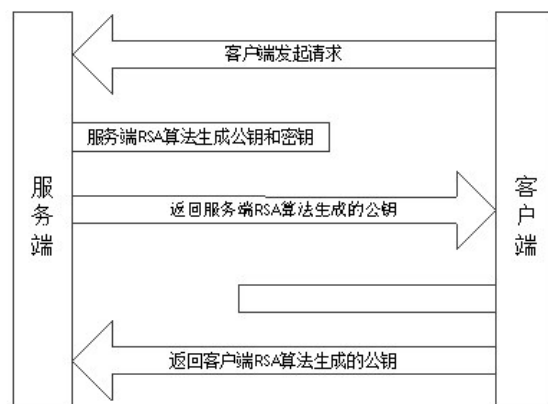 客户端发起请求
服务端RSA算法生成公钥和密钥
服务端
返回服务端RSA算法生成的公钥
客户端
返回客户端RSA算法生成的公钥